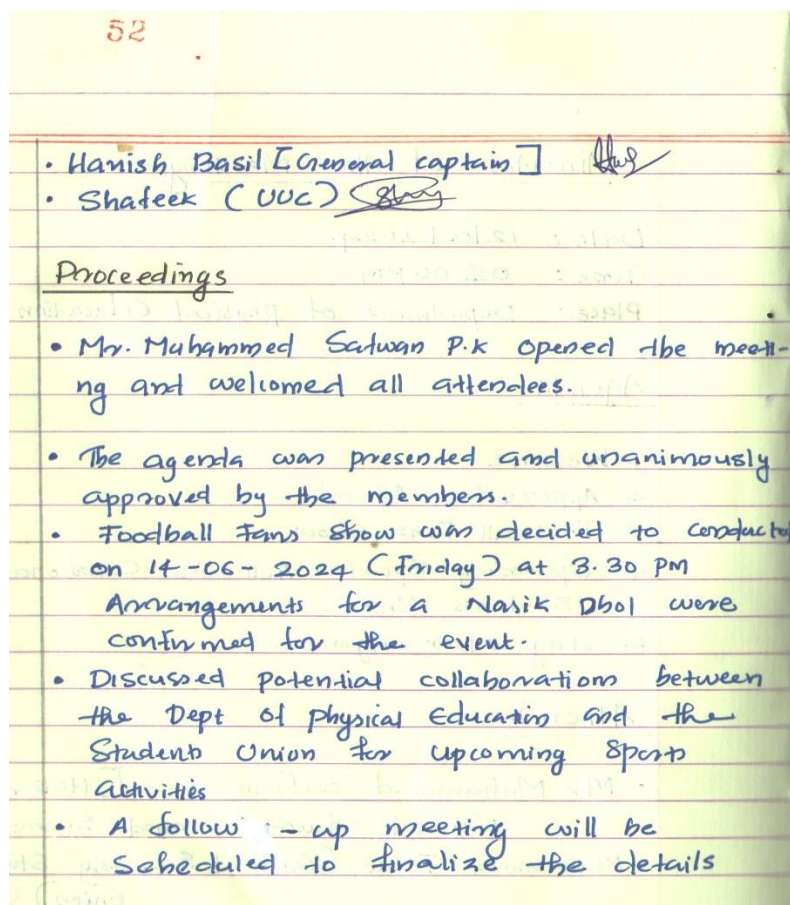 52
• Hanish Basil [General captain]
• Shafeek (UUC)
Proceedings
• Mr. Muhammed Safwan P.K opened the meeti-
ng and welcomed all attendees.
• The agenda was presented and unanimously
approved by the members.
• Foodball Fans show was decided to conducted
on 14-06-2024 (Friday) at 3.30 PM
Arrangements for a Nasik Dhol were
confirmed for the event.
• Discussed potential collaboration between
the Dept of physical Education and the
Students Union for upcoming Sports
activities
• A follow-up meeting will be
Scheduled to finalize the details